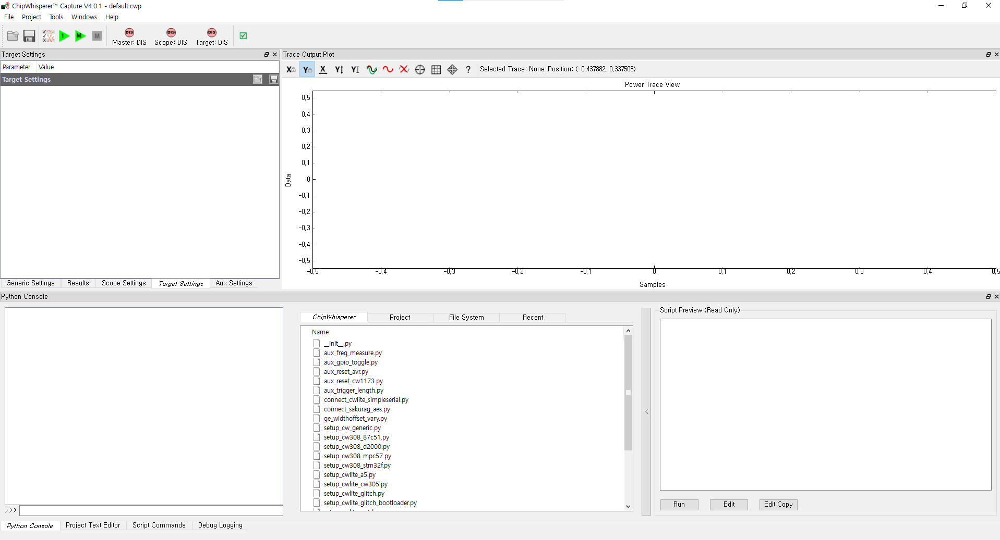 ChipWhisperer™ Capture V4.0.1 - default.cwp
File Project Tools Windows Help
DIS DIS DIS
1 M M Master: DIS Scope: DIS Target: DIS
Target Settings
Parameter Value
Target Settings
Generic Settings Results Scope Settings Target Settings Aux Settings
Trace Output Plot
X Y X Y Y ? Selected Trace: None Position: (-0,437882, 0,337506)
Power Trace View
0,5
0,4
0,3
0,2
0,1
0
-0,1
-0,2
-0,3
-0,4
-0,5
Data
-0,5 -0,4 -0,3 -0,2 -0,1 0 0,1 0,2 0,3 0,4 0,5
Samples
Python Console
>>>
ChipWhisperer Project File System Recent
Name
__init__.py
aux_freq_measure.py
aux_gpio_toggle.py
aux_reset_avr.py
aux_reset_cw1173.py
aux_trigger_length.py
connect_cwlite_simpleserial.py
connect_sakurag_aes.py
ge_widthoffset_vary.py
setup_cw_generic.py
setup_cw308_87c51.py
setup_cw308_d2000.py
setup_cw308_mpc57.py
setup_cw308_stm32f.py
setup_cwlite_a5.py
setup_cwlite_cw305.py
setup_cwlite_glitch.py
setup_cwlite_glitch_bootloader.py
<
Script Preview (Read Only)
Run Edit Edit Copy
Python Console Project Text Editor Script Commands Debug Logging